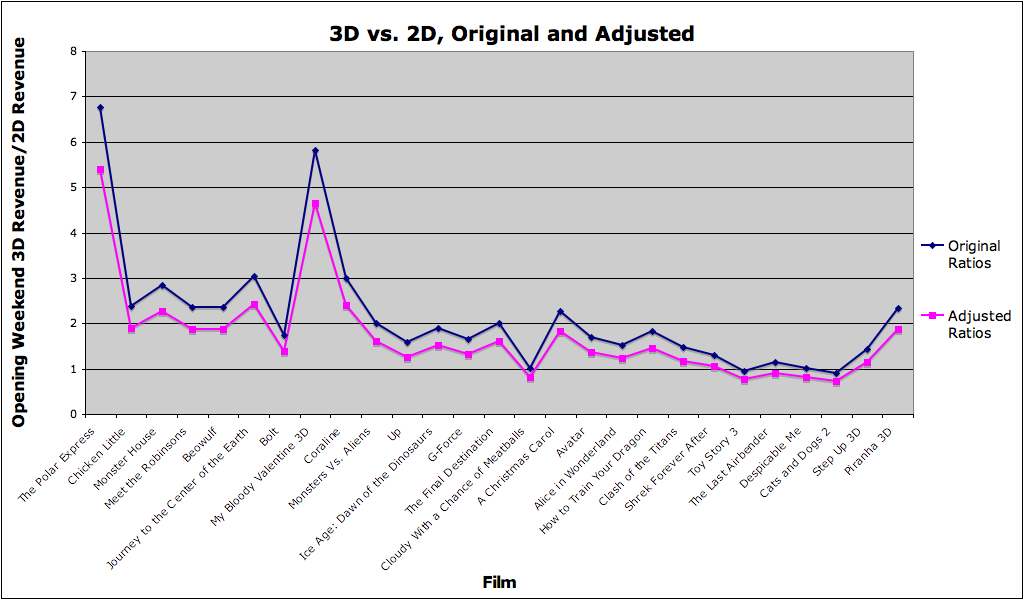 3D vs. 2D, Original and Adjusted
Opening Weekend 3D Revenue/2D Revenue
8
7
6
5
4
3
2
1
0
The Polar Express
Chicken Little
Monster House
Meet the Robinsons
Beowulf
Journey to the Center of the Earth
Bolt
My Bloody Valentine 3D
Coraline
Monsters Vs. Aliens
Up
Ice Age: Dawn of the Dinosaurs
G-Force
The Final Destination
Cloudy With a Chance of Meatballs
A Christmas Carol
Avatar
Alice in Wonderland
How to Train Your Dragon
Clash of the Titans
Shrek Forever After
Toy Story 3
The Last Airbender
Despicable Me
Cats and Dogs 2
Step Up 3D
Piranha 3D
Film
Original
Ratios
Adjusted
Ratios